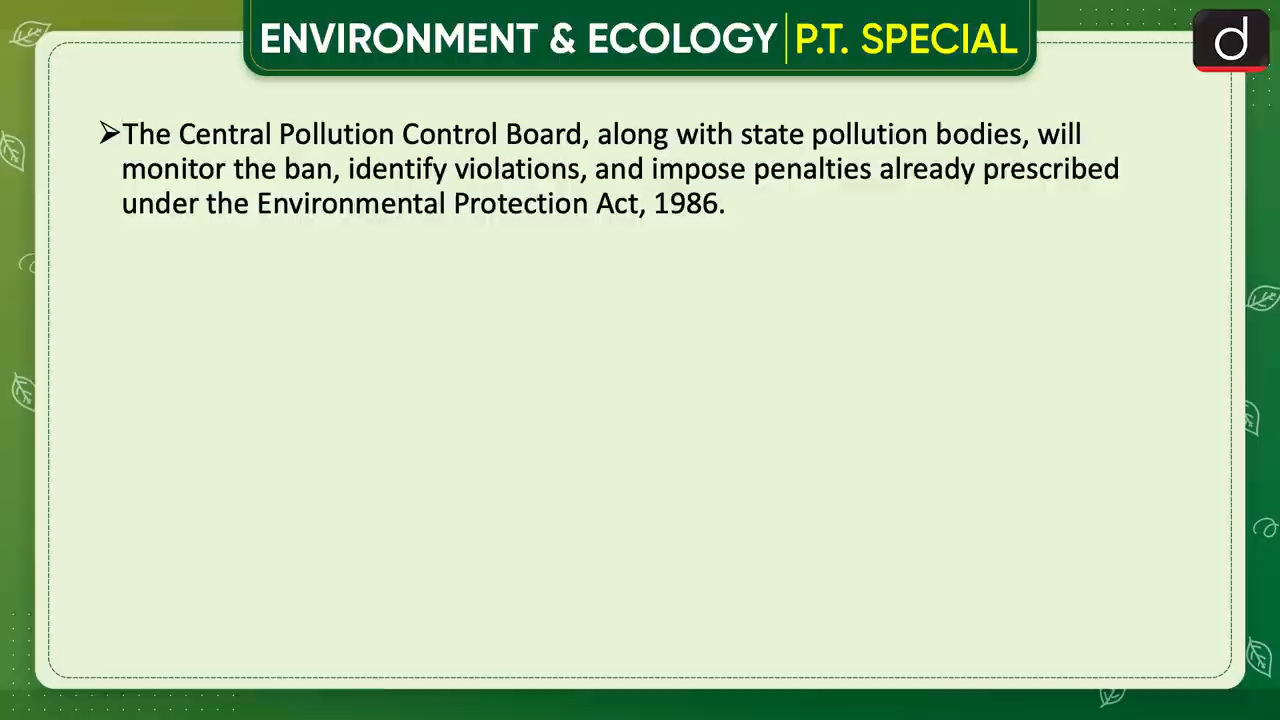 ENVIRONMENT & ECOLOGY P.T. SPECIAL
d
➢The Central Pollution Control Board, along with state pollution bodies, will
monitor the ban, identify violations, and impose penalties already prescribed
under the Environmental Protection Act, 1986.